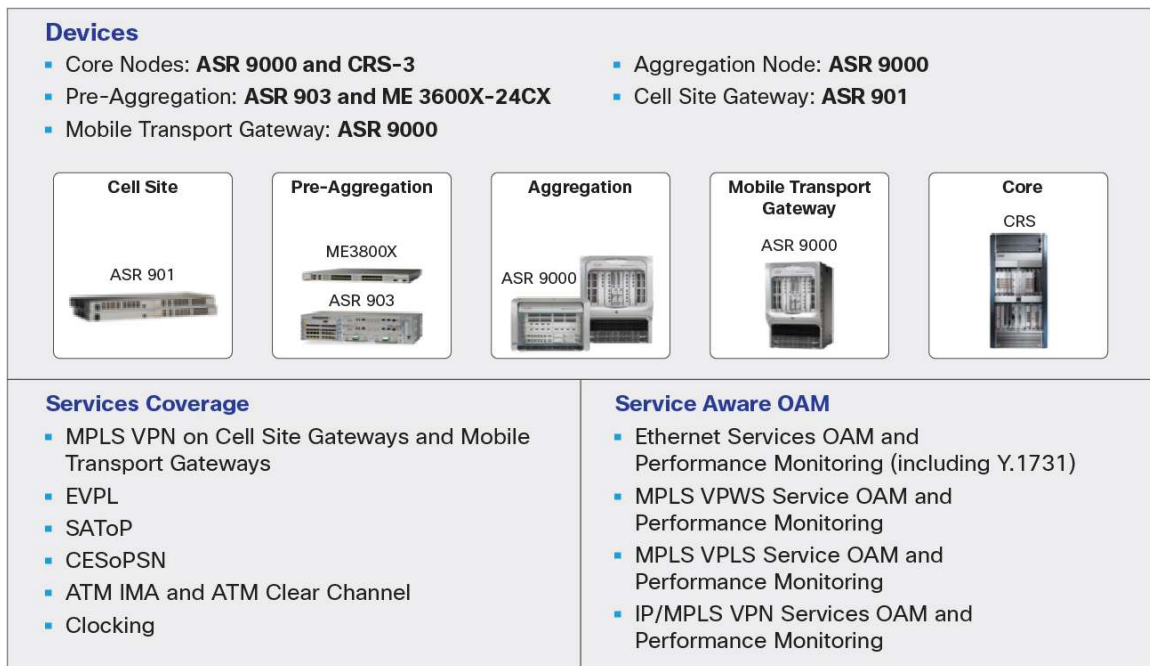 Devices
▪ Core Nodes: ASR 9000 and CRS-3
▪ Pre-Aggregation: ASR 903 and ME 3600X-24CX
▪ Mobile Transport Gateway: ASR 9000
▪ Aggregation Node: ASR 9000
▪ Cell Site Gateway: ASR 901
Cell Site
ASR 901
Pre-Aggregation
ME3800X
ASR 903
Aggregation
ASR 9000
Mobile Transport
Gateway
ASR 9000
Core
CRS
Services Coverage
▪ MPLS VPN on Cell Site Gateways and Mobile
Transport Gateways
▪ EVPL
▪ SAToP
▪ CESoPSN
▪ ATM IMA and ATM Clear Channel
▪ Clocking
Service Aware OAM
▪ Ethernet Services OAM and
Performance Monitoring (including Y.1731)
▪ MPLS VPWS Service OAM and
Performance Monitoring
▪ MPLS VPLS Service OAM and
Performance Monitoring
▪ IP/MPLS VPN Services OAM and
Performance Monitoring